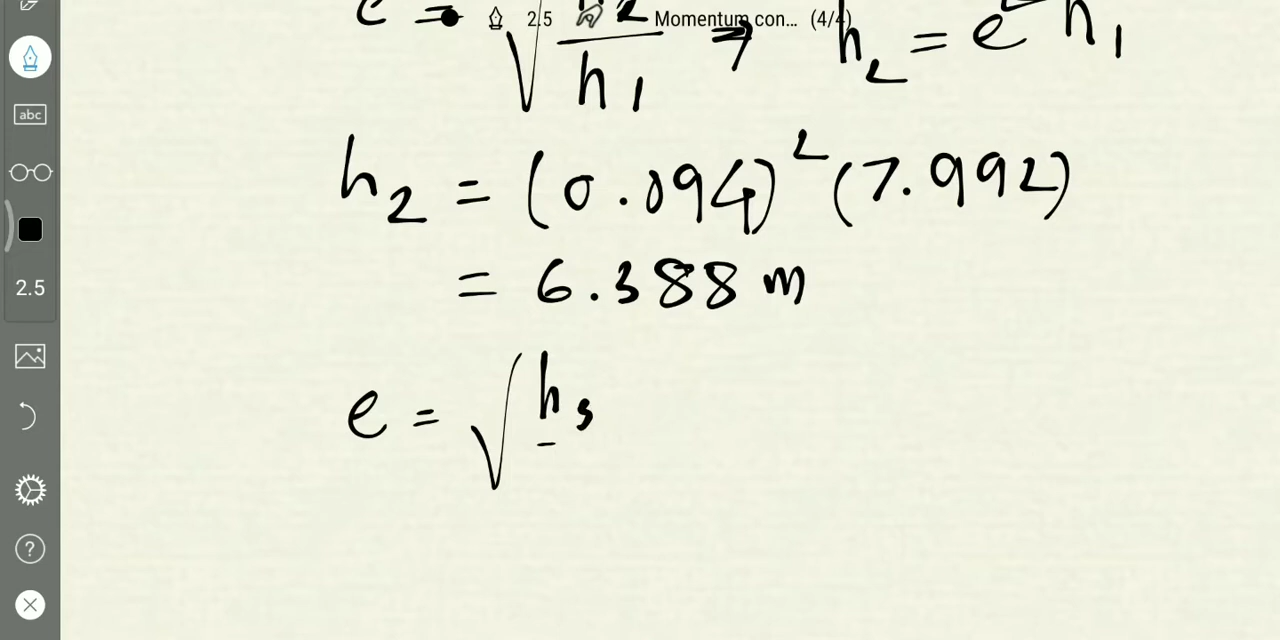 2.5 Momentum con... (4/4)
e = √ h2/h1 ⇒ h2 = e² h1
abc
h2 = (0.094)² (7.992)
2.5
= 6.388 m
e = √ h3
?